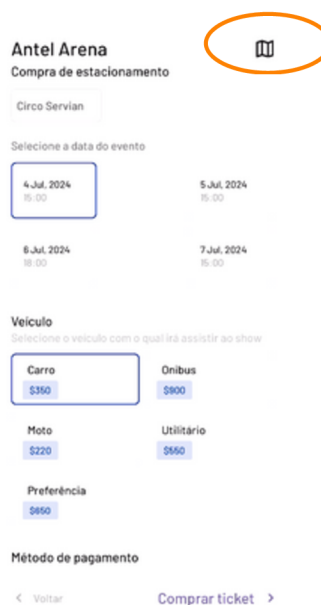 Antel Arena
Compra de estacionamento
Circo Servian
Selecione a data do evento
4 Jul, 2024
15:00
5 Jul, 2024
15:00
6 Jul, 2024
18:00
7 Jul, 2024
15:00
Veículo
Selecione o veículo com o qual irá assistir ao show
Carro
$350
Onibus
$900
Moto
$220
Utilitário
$550
Preferência
$650
Método de pagamento
Voltar
Comprar ticket